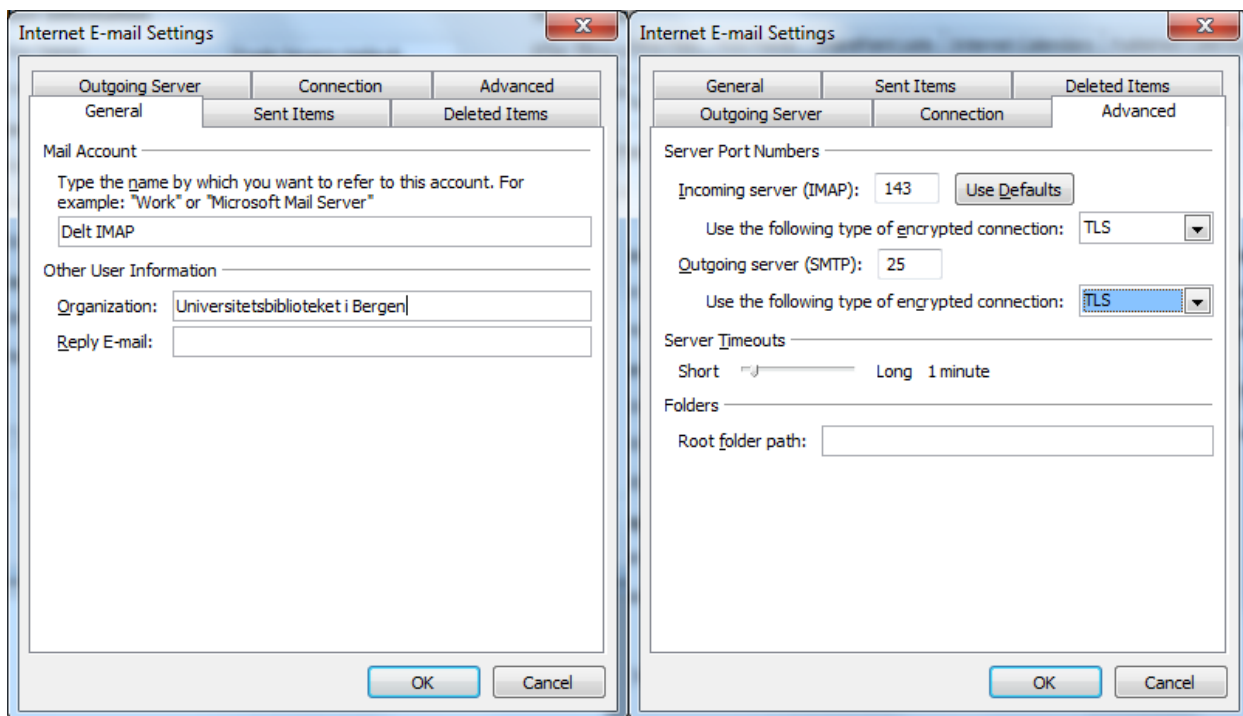 Internet E-mail Settings
Outgoing Server Connection Advanced
General Sent Items Deleted Items
Mail Account
Type the name by which you want to refer to this account. For
example: "Work" or "Microsoft Mail Server"
Delt IMAP
Other User Information
Organization: Universitetsbiblioteket i Bergen
Reply E-mail:
OK Cancel
Internet E-mail Settings
General Sent Items Deleted Items
Outgoing Server Connection Advanced
Server Port Numbers
Incoming server (IMAP): 143 Use Defaults
Use the following type of encrypted connection: TLS
Outgoing server (SMTP): 25
Use the following type of encrypted connection: TLS
Server Timeouts
Short Long 1 minute
Folders
Root folder path:
OK Cancel